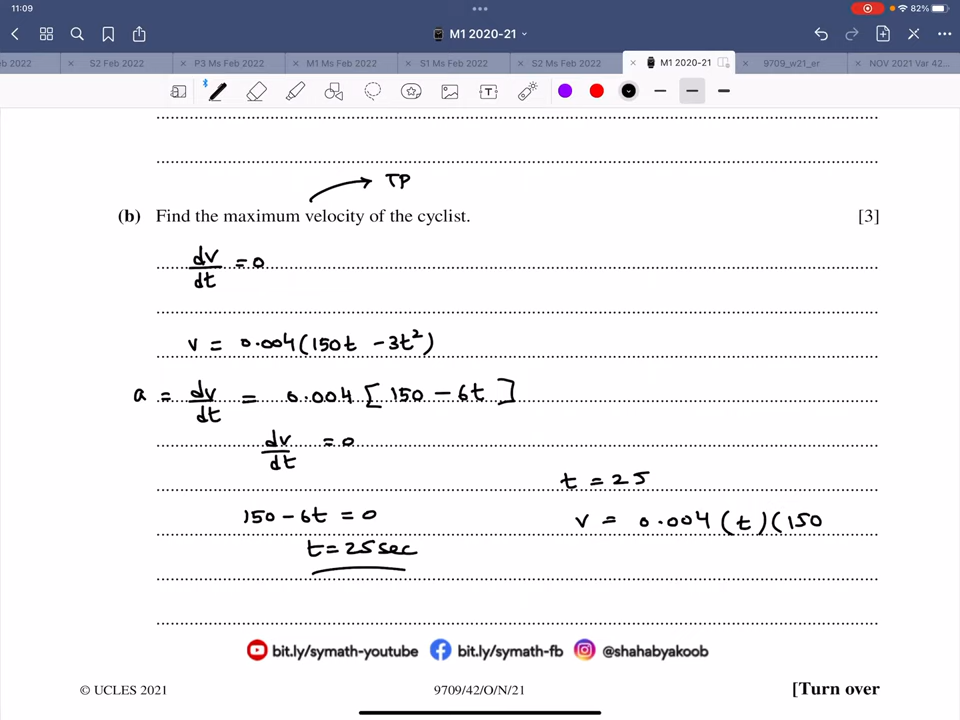 11:09
82%
M1 2020-21
b 2022
S2 Feb 2022
P3 Ms Feb 2022
M1 Ms Feb 2022
S1 Ms Feb 2022
S2 Ms Feb 2022
M1 2020-21
9709_w21_er
NOV 2021 Var 42...
TP
(b) Find the maximum velocity of the cyclist. [3]
dv/dt = 0
v = 0.004(150t - 3t²)
a = dv/dt = 0.004 [150 - 6t]
dv/dt = 0
t = 25
150 - 6t = 0
v = 0.004 (t)(150
t = 25 sec
bit.ly/symath-youtube bit.ly/symath-fb @shahabyakoob
© UCLES 2021 9709/42/O/N/21 [Turn over